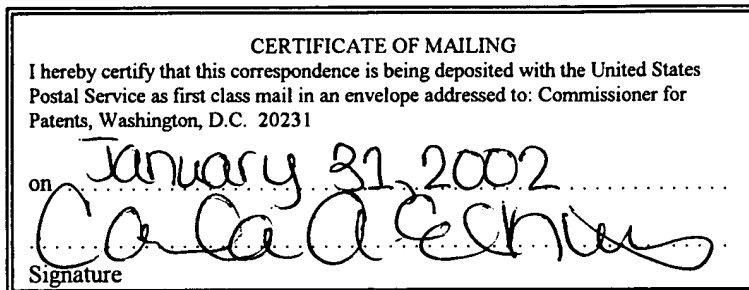 CERTIFICATE OF MAILING
I hereby certify that this correspondence is being deposited with the United States
Postal Service as first class mail in an envelope addressed to: Commissioner for
Patents, Washington, D.C. 20231
on January 31, 2002
Signature